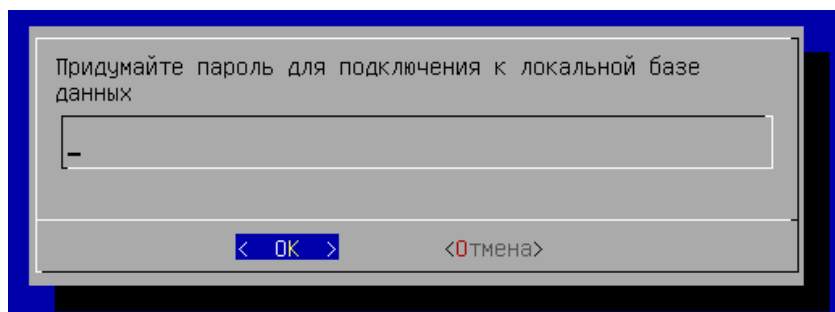 Придумайте пароль для подключения к локальной базе
данных
< OK > <Отмена>